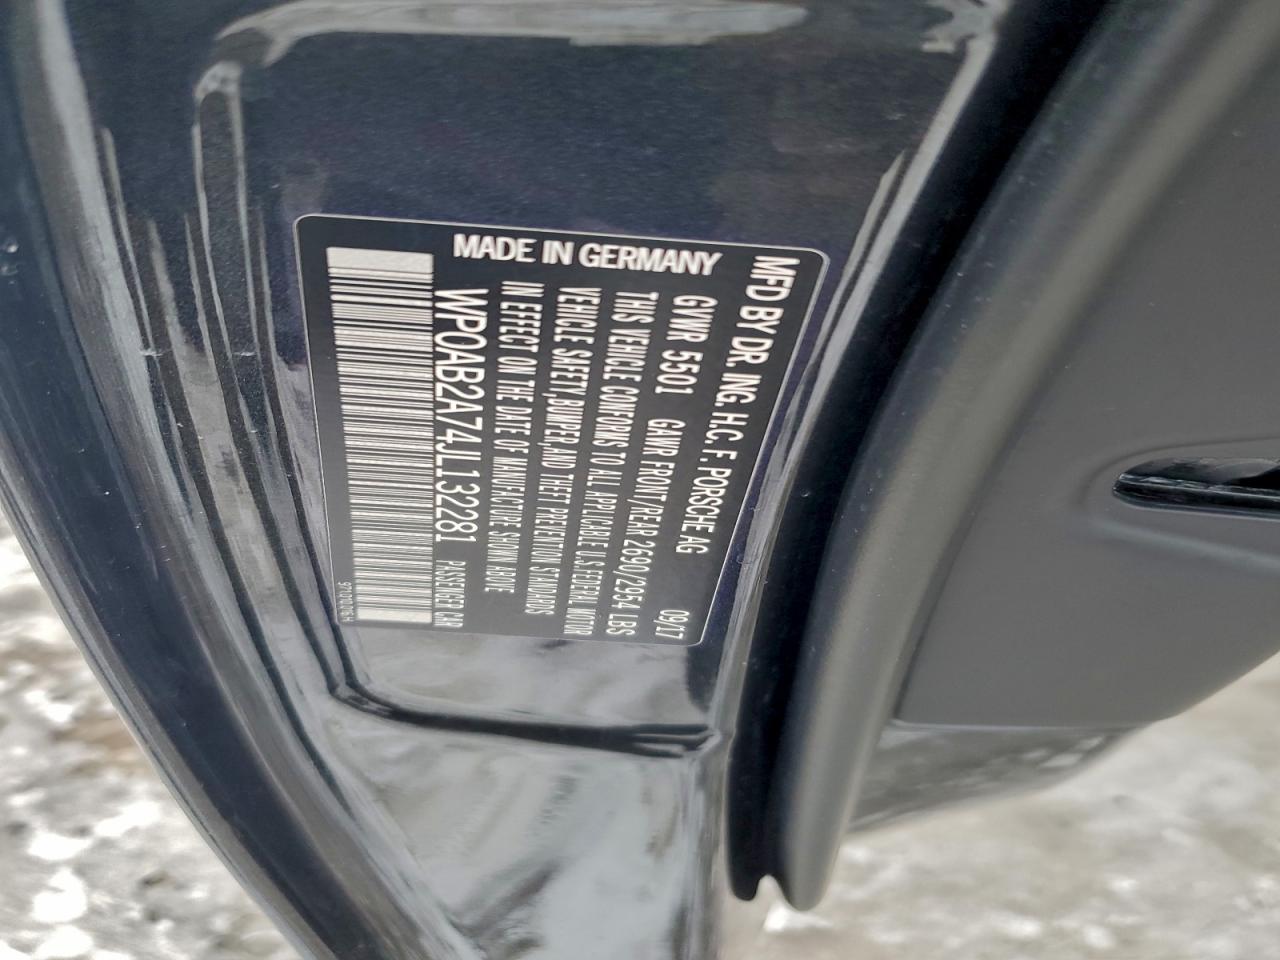 MFD BY DR. ING. H.C. F. PORSCHE AG
GVWR 5501 GAWR FRONT/REAR 2690/2954 LBS 09/17
THIS VEHICLE CONFORMS TO ALL APPLICABLE U.S. FEDERAL MOTOR
VEHICLE SAFETY, BUMPER, AND THEFT PREVENTION STANDARDS
IN EFFECT ON THE DATE OF MANUFACTURE SHOWN ABOVE
WP0AB2A74JL132281 PASSENGER CAR
MADE IN GERMANY